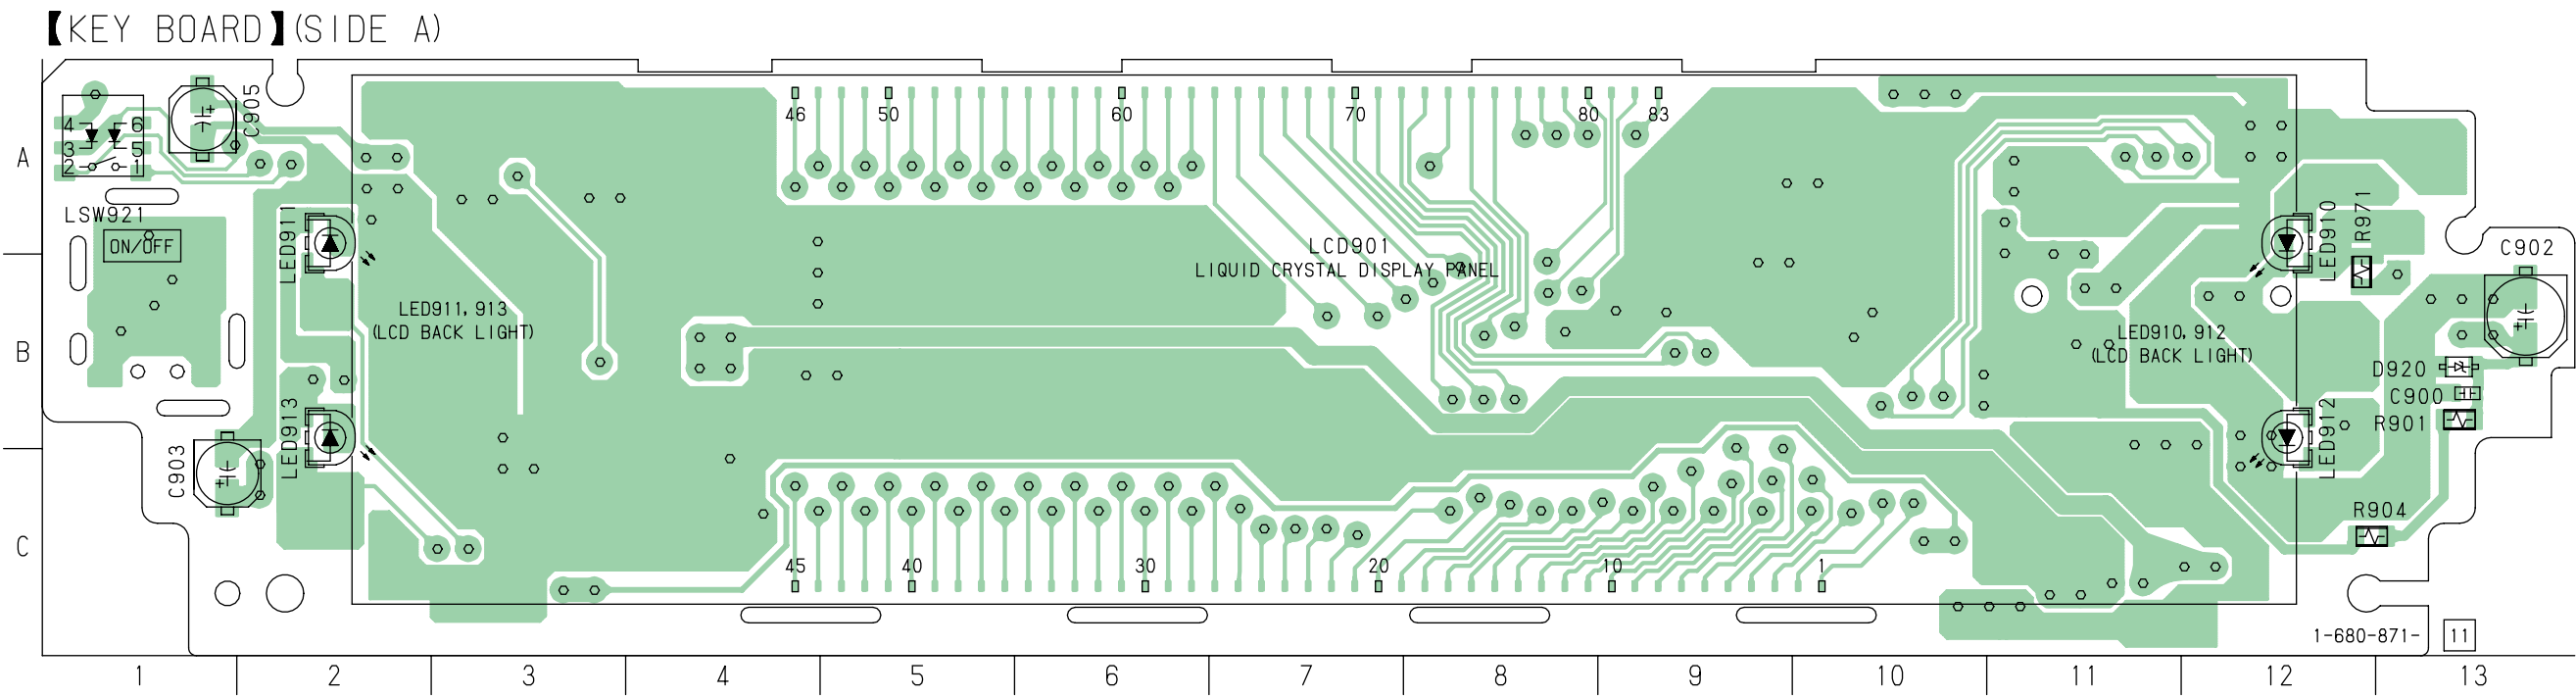 【KEY BOARD】(SIDE A)
C905
46 50 60 70 80 83
4 6
3 5
2 1
A
LSW921
ON/OFF
LED911
LCD901
LIQUID CRYSTAL DISPLAY PANEL
LED910
R971
C902
LED911, 913
(LCD BACK LIGHT)
LED910, 912
(LCD BACK LIGHT)
B
D920
C900
R901
LED913
LED912
C903
R904
C
45 40 30 20 10 1
1-680-871- 11
1 2 3 4 5 6 7 8 9 10 11 12 13